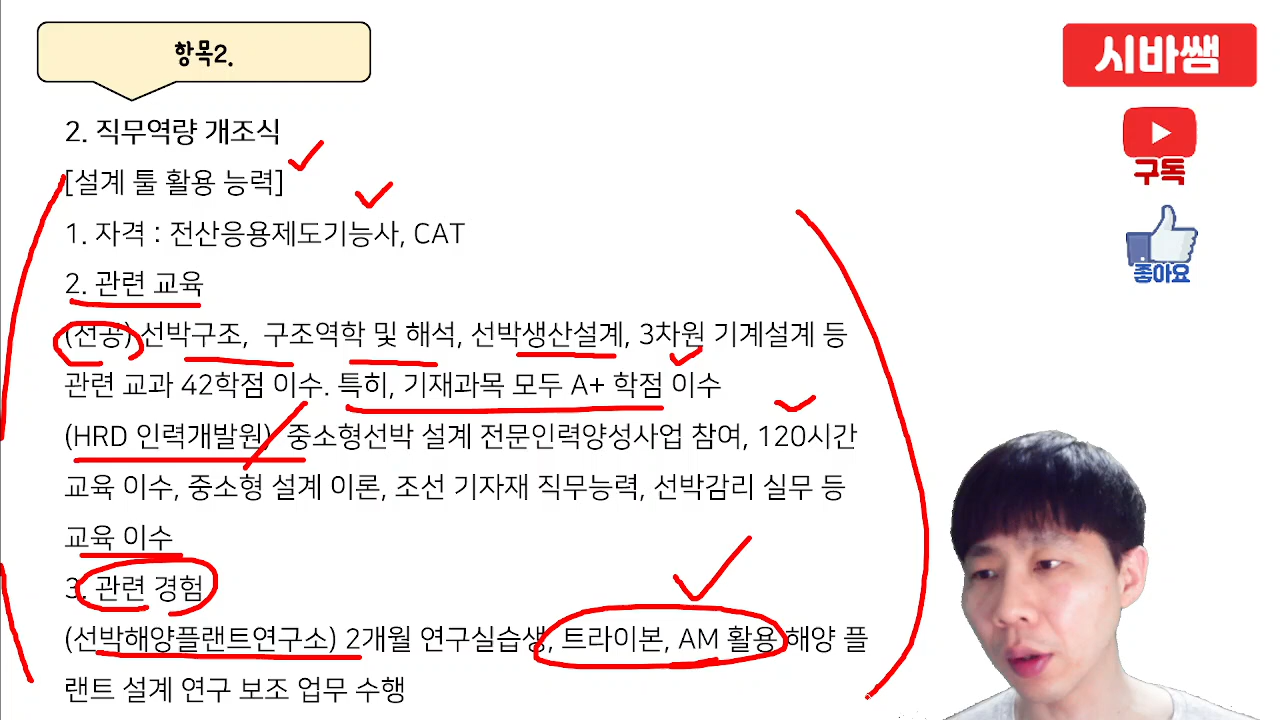 항목2.
시바쌤
구독
좋아요
2. 직무역량 개조식
[설계 툴 활용 능력]
1. 자격 : 전산응용제도기능사, CAT
2. 관련 교육
(전공) 선박구조, 구조역학 및 해석, 선박생산설계, 3차원 기계설계 등
관련 교과 42학점 이수. 특히, 기재과목 모두 A+ 학점 이수
(HRD 인력개발원) 중소형선박 설계 전문인력양성사업 참여, 120시간
교육 이수, 중소형 설계 이론, 조선 기자재 직무능력, 선박감리 실무 등
교육 이수
3. 관련 경험
(선박해양플랜트연구소) 2개월 연구실습생, 트라이본, AM 활용 해양 플
랜트 설계 연구 보조 업무 수행